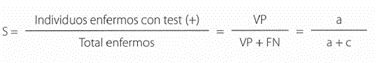 S = Individuos enfermos con test (+) / Total enfermos = VP / VP + FN = a / a + c